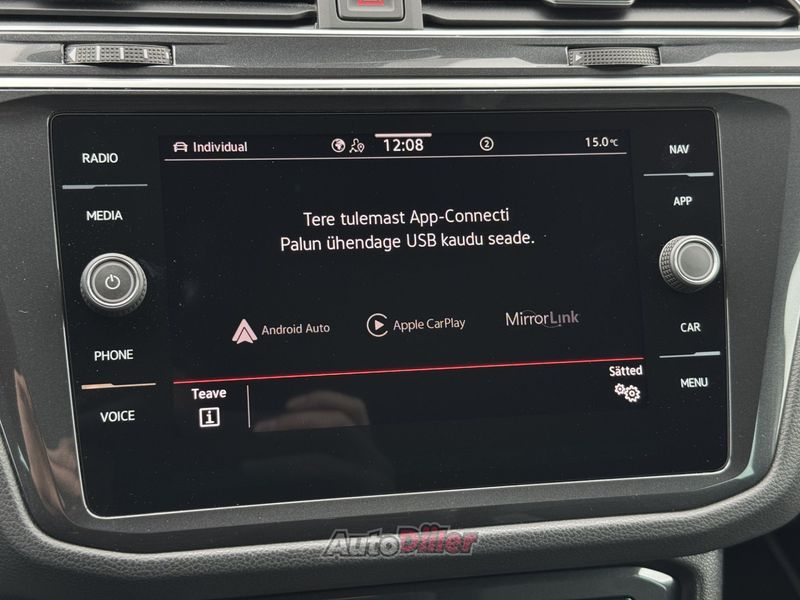 RADIO
MEDIA
PHONE
VOICE
Individual
12:08
2
15.0°C
Tere tulemast App-Connecti
Palun ühendage USB kaudu seade.
Android Auto
Apple CarPlay
MirrorLink
Teave
i
Sätted
NAV
APP
CAR
MENU
AutoDiiler